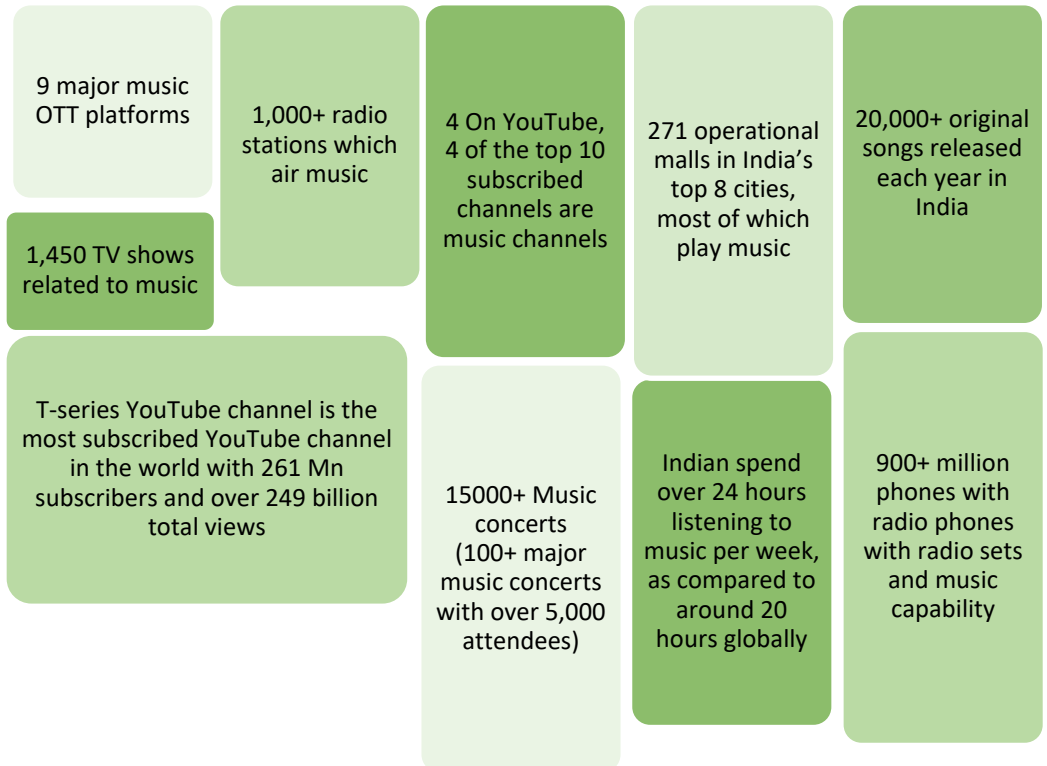 9 major music
OTT platforms
1,000+ radio
stations which
air music
4 On YouTube,
4 of the top 10
subscribed
channels are
music channels
271 operational
malls in India’s
top 8 cities,
most of which
play music
20,000+ original
songs released
each year in
India
1,450 TV shows
related to music
T-series YouTube channel is the
most subscribed YouTube channel
in the world with 261 Mn
subscribers and over 249 billion
total views
15000+ Music
concerts
(100+ major
music concerts
with over 5,000
attendees)
Indian spend
over 24 hours
listening to
music per week,
as compared to
around 20
hours globally
900+ million
phones with
radio phones
with radio sets
and music
capability